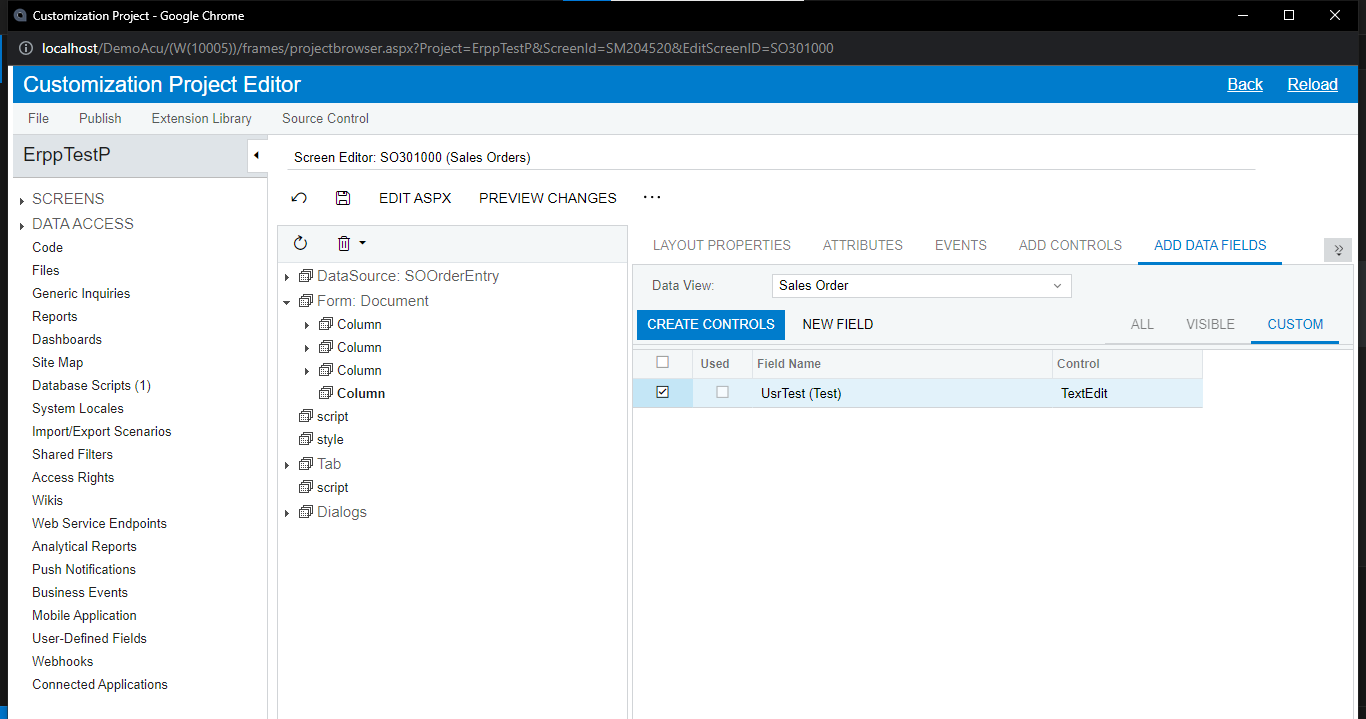 Customization Project - Google Chrome
localhost/DemoAcu/(W(10005))/frames/projectbrowser.aspx?Project=ErppTestP&ScreenId=SM204520&EditScreenID=SO301000
Customization Project Editor
Back Reload
File Publish Extension Library Source Control
ErppTestP
SCREENS
DATA ACCESS
Code
Files
Generic Inquiries
Reports
Dashboards
Site Map
Database Scripts (1)
System Locales
Import/Export Scenarios
Shared Filters
Access Rights
Wikis
Web Service Endpoints
Analytical Reports
Push Notifications
Business Events
Mobile Application
User-Defined Fields
Webhooks
Connected Applications
Screen Editor: SO301000 (Sales Orders)
EDIT ASPX PREVIEW CHANGES ...
DataSource: SOOrderEntry
Form: Document
Column
Column
Column
Column
script
style
Tab
script
Dialogs
LAYOUT PROPERTIES ATTRIBUTES EVENTS ADD CONTROLS ADD DATA FIELDS
Data View: Sales Order
CREATE CONTROLS NEW FIELD ALL VISIBLE CUSTOM
Used Field Name Control
UsrTest (Test) TextEdit